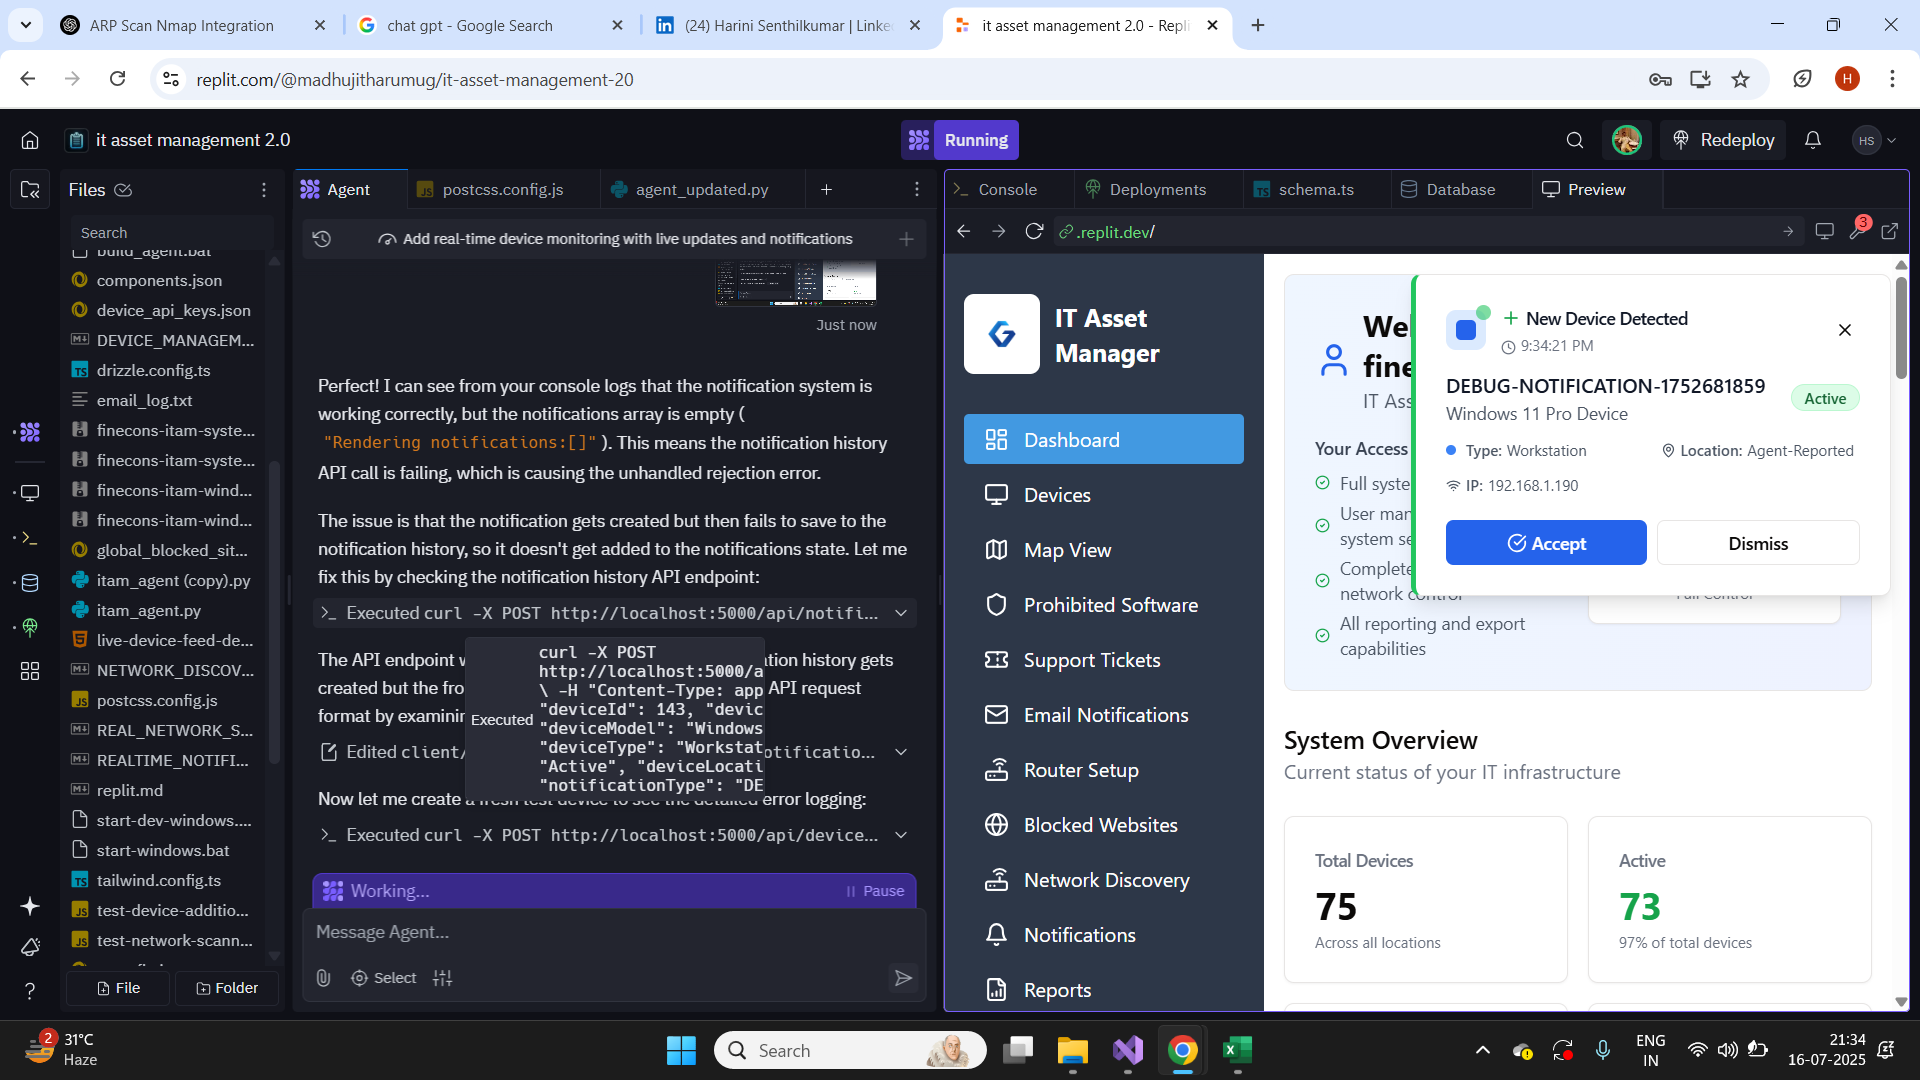 ARP Scan Nmap Integration
chat gpt - Google Search
(24) Harini Senthilkumar | Linke
it asset management 2.0 - Repli
replit.com/@madhujitharumug/it-asset-management-20
H
it asset management 2.0
Running
Redeploy
HS
Files
Agent
postcss.config.js
agent_updated.py
Console
Deployments
schema.ts
Database
Preview
Search
Add real-time device monitoring with live updates and notifications
.replit.dev/
3
build_agent.bat
components.json
device_api_keys.json
DEVICE_MANAGEM...
drizzle.config.ts
email_log.txt
finecons-itam-syste...
finecons-itam-syste...
finecons-itam-wind...
finecons-itam-wind...
global_blocked_sit...
itam_agent (copy).py
itam_agent.py
live-device-feed-de...
NETWORK_DISCOV...
postcss.config.js
REAL_NETWORK_S...
REALTIME_NOTIFI...
replit.md
start-dev-windows....
start-windows.bat
tailwind.config.ts
test-device-additio...
test-network-scann...
File
Folder
Just now
Perfect! I can see from your console logs that the notification system is
working correctly, but the notifications array is empty (
"Rendering notifications:[]" ). This means the notification history
API call is failing, which is causing the unhandled rejection error.
The issue is that the notification gets created but then fails to save to the
notification history, so it doesn't get added to the notifications state. Let me
fix this by checking the notification history API endpoint:
Executed curl -X POST http://localhost:5000/api/notifi...
The API endpoint w
tion history gets
created but the fro
API request
format by examinin
Executed
curl -X POST
http://localhost:5000/a
\ -H "Content-Type: app
"deviceId": 143, "devic
"deviceModel": "Windows
"deviceType": "Workstat
"Active", "deviceLocati
"notificationType": "DE
Edited client/
otificatio...
Now let me create a fresh test device to see the detailed error logging:
Executed curl -X POST http://localhost:5000/api/device...
Working...
Pause
Message Agent...
Select
IT Asset
Manager
Dashboard
Devices
Map View
Prohibited Software
Support Tickets
Email Notifications
Router Setup
Blocked Websites
Network Discovery
Notifications
Reports
Wel
fine
IT Ass
Your Access
Full syste
User man
system se
Complete
network control
All reporting and export
capabilities
Full Control
New Device Detected
9:34:21 PM
DEBUG-NOTIFICATION-1752681859
Active
Windows 11 Pro Device
Type: Workstation
Location: Agent-Reported
IP: 192.168.1.190
Accept
Dismiss
System Overview
Current status of your IT infrastructure
Total Devices
75
Across all locations
Active
73
97% of total devices
2
31°C
Haze
Search
ENG
IN
21:34
16-07-2025